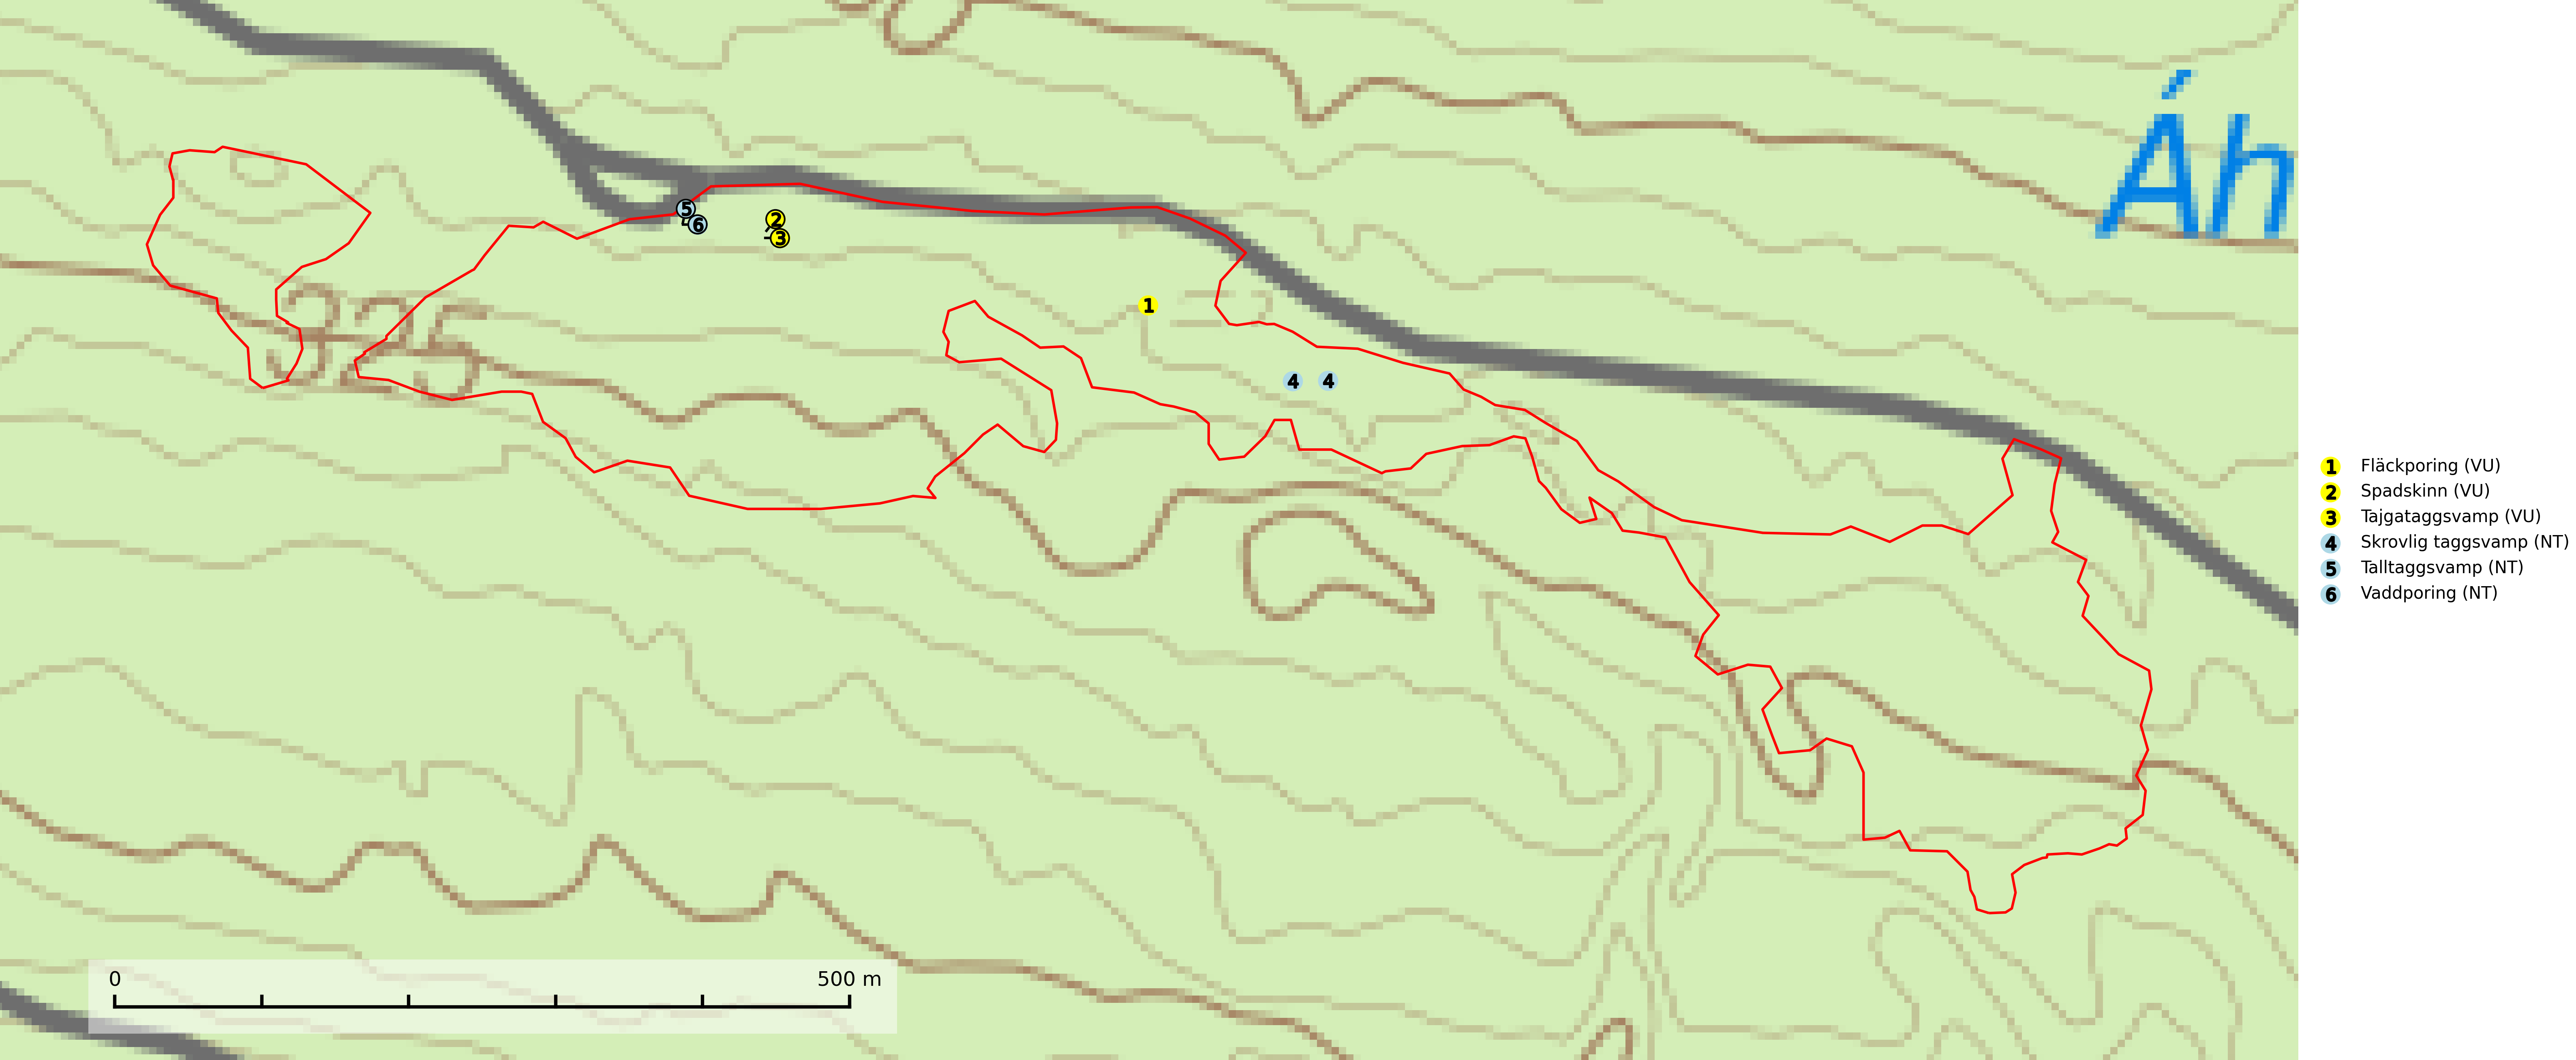 Áh
5
6
2
3
1
325
4 4
1 Fläckporing (VU)
2 Spadskinn (VU)
3 Tajgataggsvamp (VU)
4 Skrovlig taggsvamp (NT)
5 Talltaggsvamp (NT)
6 Vaddporing (NT)
0 500 m